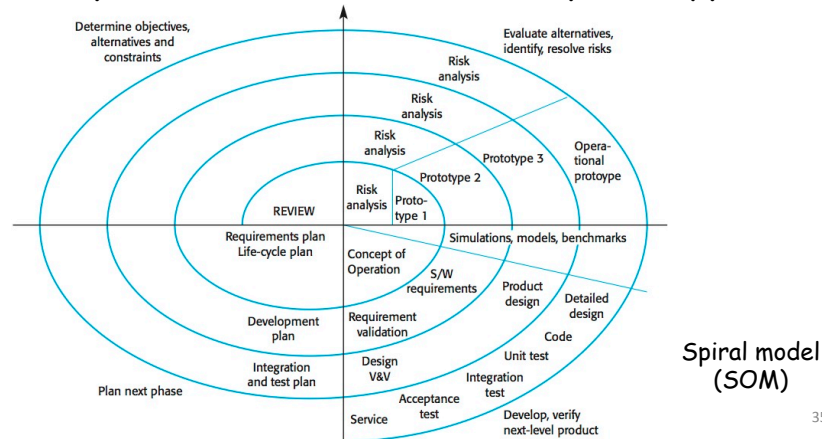 Determine objectives,
alternatives and
constraints
Evaluate alternatives,
identify, resolve risks
Risk
analysis
Risk
analysis
Risk
analysis
Risk
analysis
Proto-
type 1
Prototype 2
Prototype 3
Opera-
tional
protoype
REVIEW
Requirements plan
Life-cycle plan
Simulations, models, benchmarks
Concept of
Operation
S/W
requirements
Product
design
Detailed
design
Development
plan
Requirement
validation
Code
Unit test
Integration
and test plan
Design
V&V
Integration
test
Plan next phase
Acceptance
test
Service
Develop, verify
next-level product
Spiral model
(SOM)
35